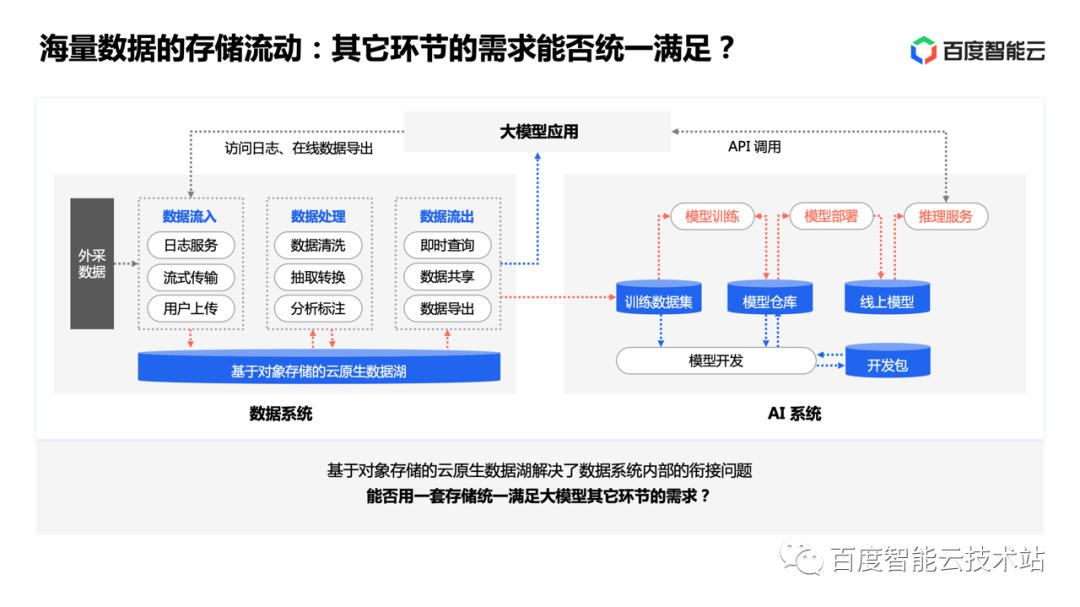 海量数据的存储流动：其它环节的需求能否统一满足？
百度智能云
大模型应用
访问日志、在线数据导出
API 调用
外采
数据
数据流入
日志服务
流式传输
用户上传
数据处理
数据清洗
抽取转换
分析标注
数据流出
即时查询
数据共享
数据导出
基于对象存储的云原生数据湖
数据系统
模型训练
模型部署
推理服务
训练数据集
模型仓库
线上模型
模型开发
开发包
AI 系统
基于对象存储的云原生数据湖解决了数据系统内部的衔接问题
能否用一套存储统一满足大模型其它环节的需求？
百度智能云技术站